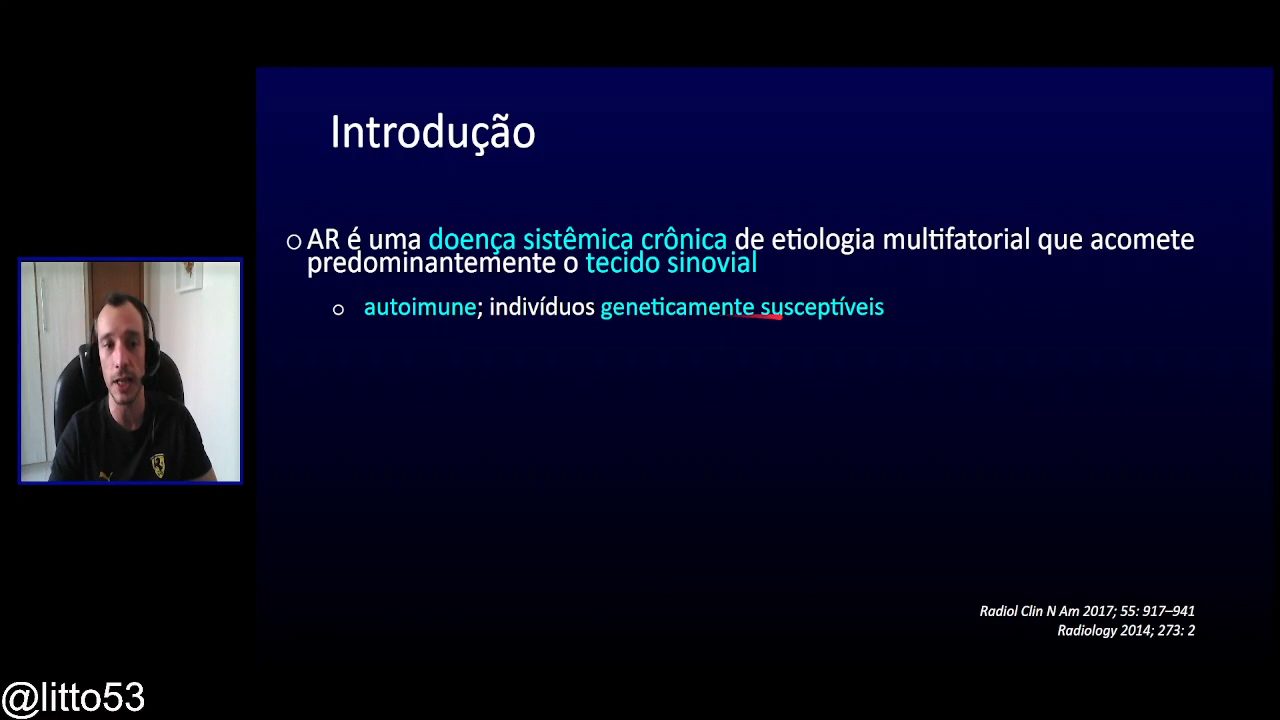 Introdução
AR é uma doença sistêmica crônica de etiologia multifatorial que acomete
predominantemente o tecido sinovial
autoimune; indivíduos geneticamente susceptíveis
Radiol Clin N Am 2017; 55: 917–941
Radiology 2014; 273: 2
@litto53